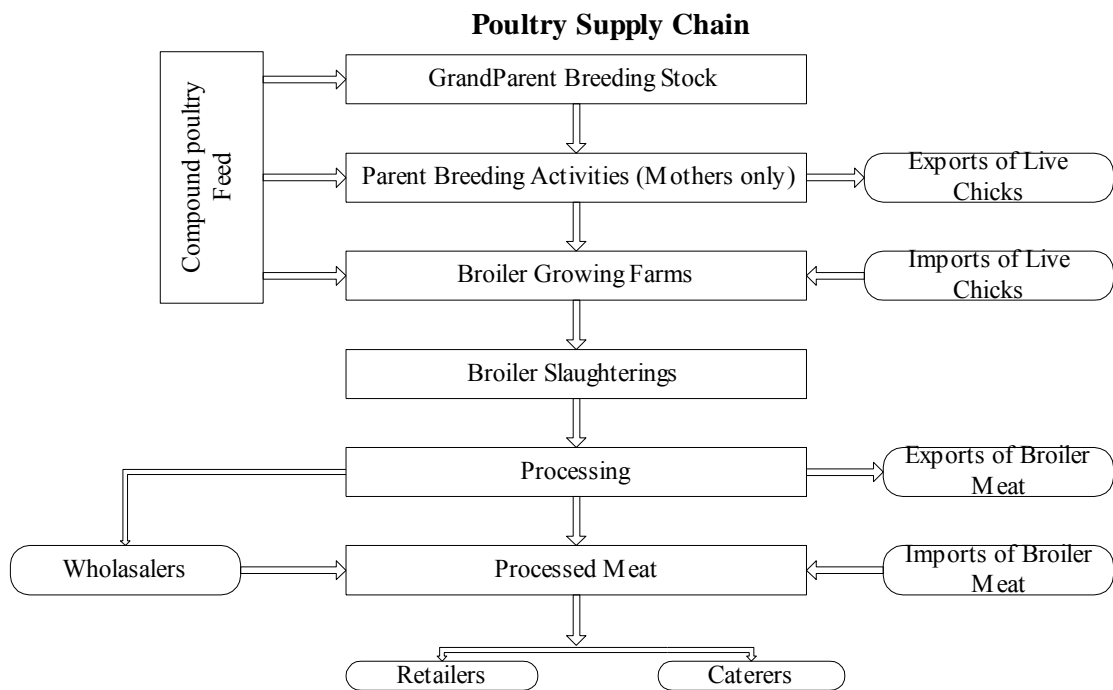 Poultry Supply Chain
GrandParent Breeding Stock
Compound poultry
Feed
Parent Breeding Activities (Mothers only)
Exports of Live
Chicks
Broiler Growing Farms
Imports of Live
Chicks
Broiler Slaughterings
Processing
Exports of Broiler
Meat
Wholasalers
Processed Meat
Imports of Broiler
Meat
Retailers
Caterers